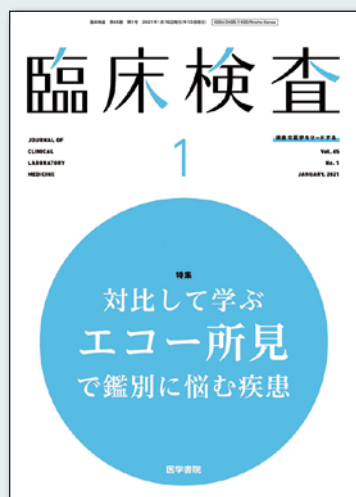 臨床検査
JOURNAL OF
CLINICAL
LABORATORY
MEDICINE
1
Vol. 65
No. 1
JANUARY, 2021
特集
対比して学ぶ
エコー所見
で鑑別に悩む疾患
医学書院